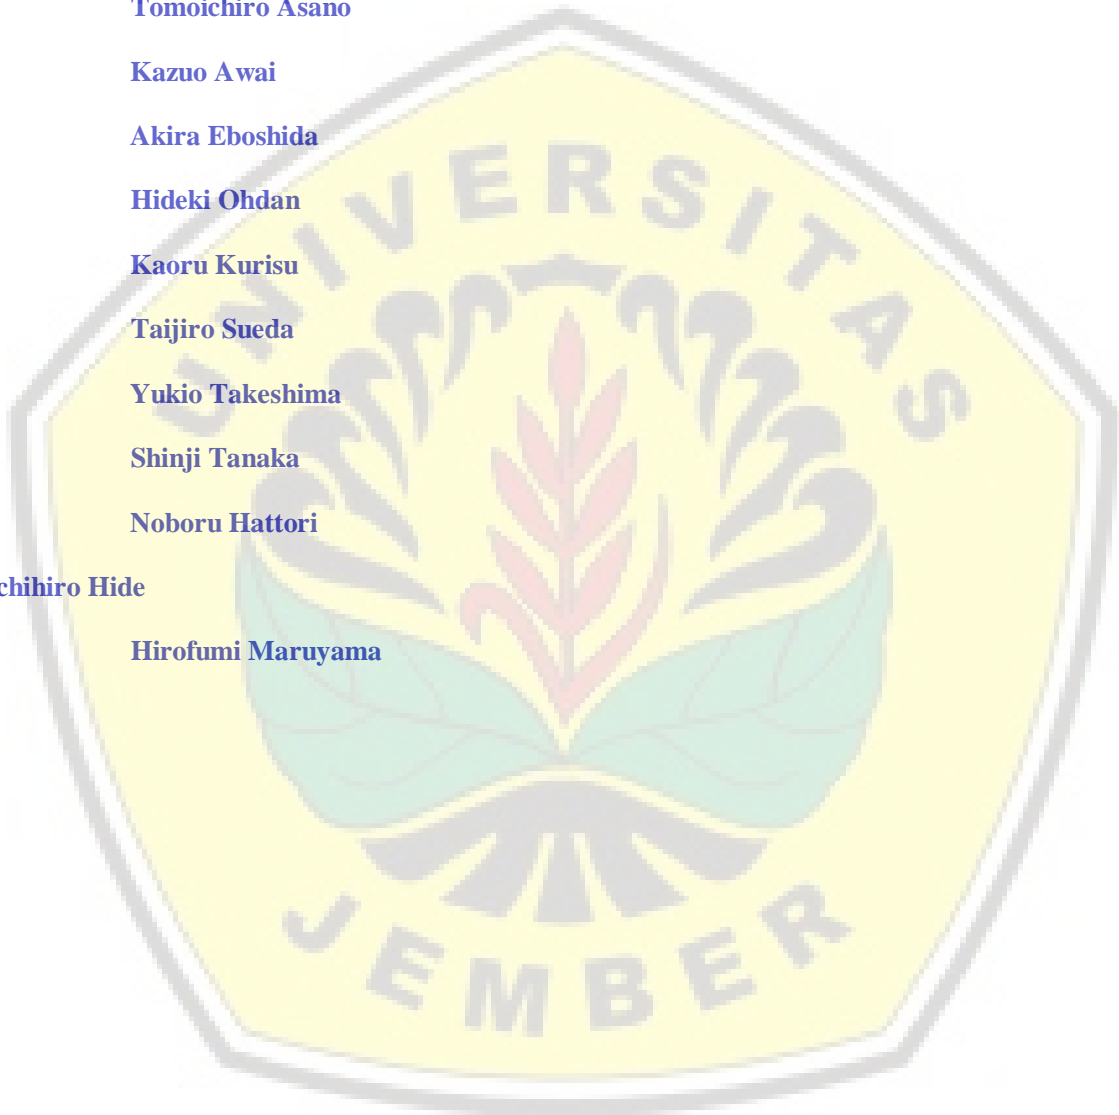 Tomoichiro Asano
Kazuo Awai
Akira Eboshida
Hideki Ohdan
Kaoru Kurisu
Taijiro Sueda
Yukio Takeshima
Shinji Tanaka
Noboru Hattori
chihiro Hide
Hirofumi Maruyama
UNIVERSITAS
JEMBER